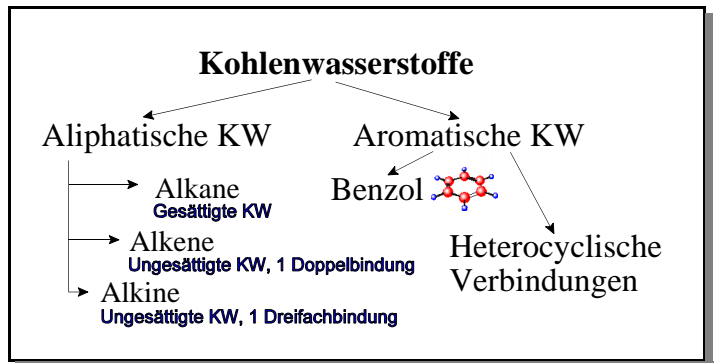 Kohlenwasserstoffe
Aliphatische KW
Aromatische KW
Alkane
Gesättigte KW
Alkene
Ungesättigte KW, 1 Doppelbindung
Alkine
Ungesättigte KW, 1 Dreifachbindung
Benzol
Heterocyclische
Verbindungen